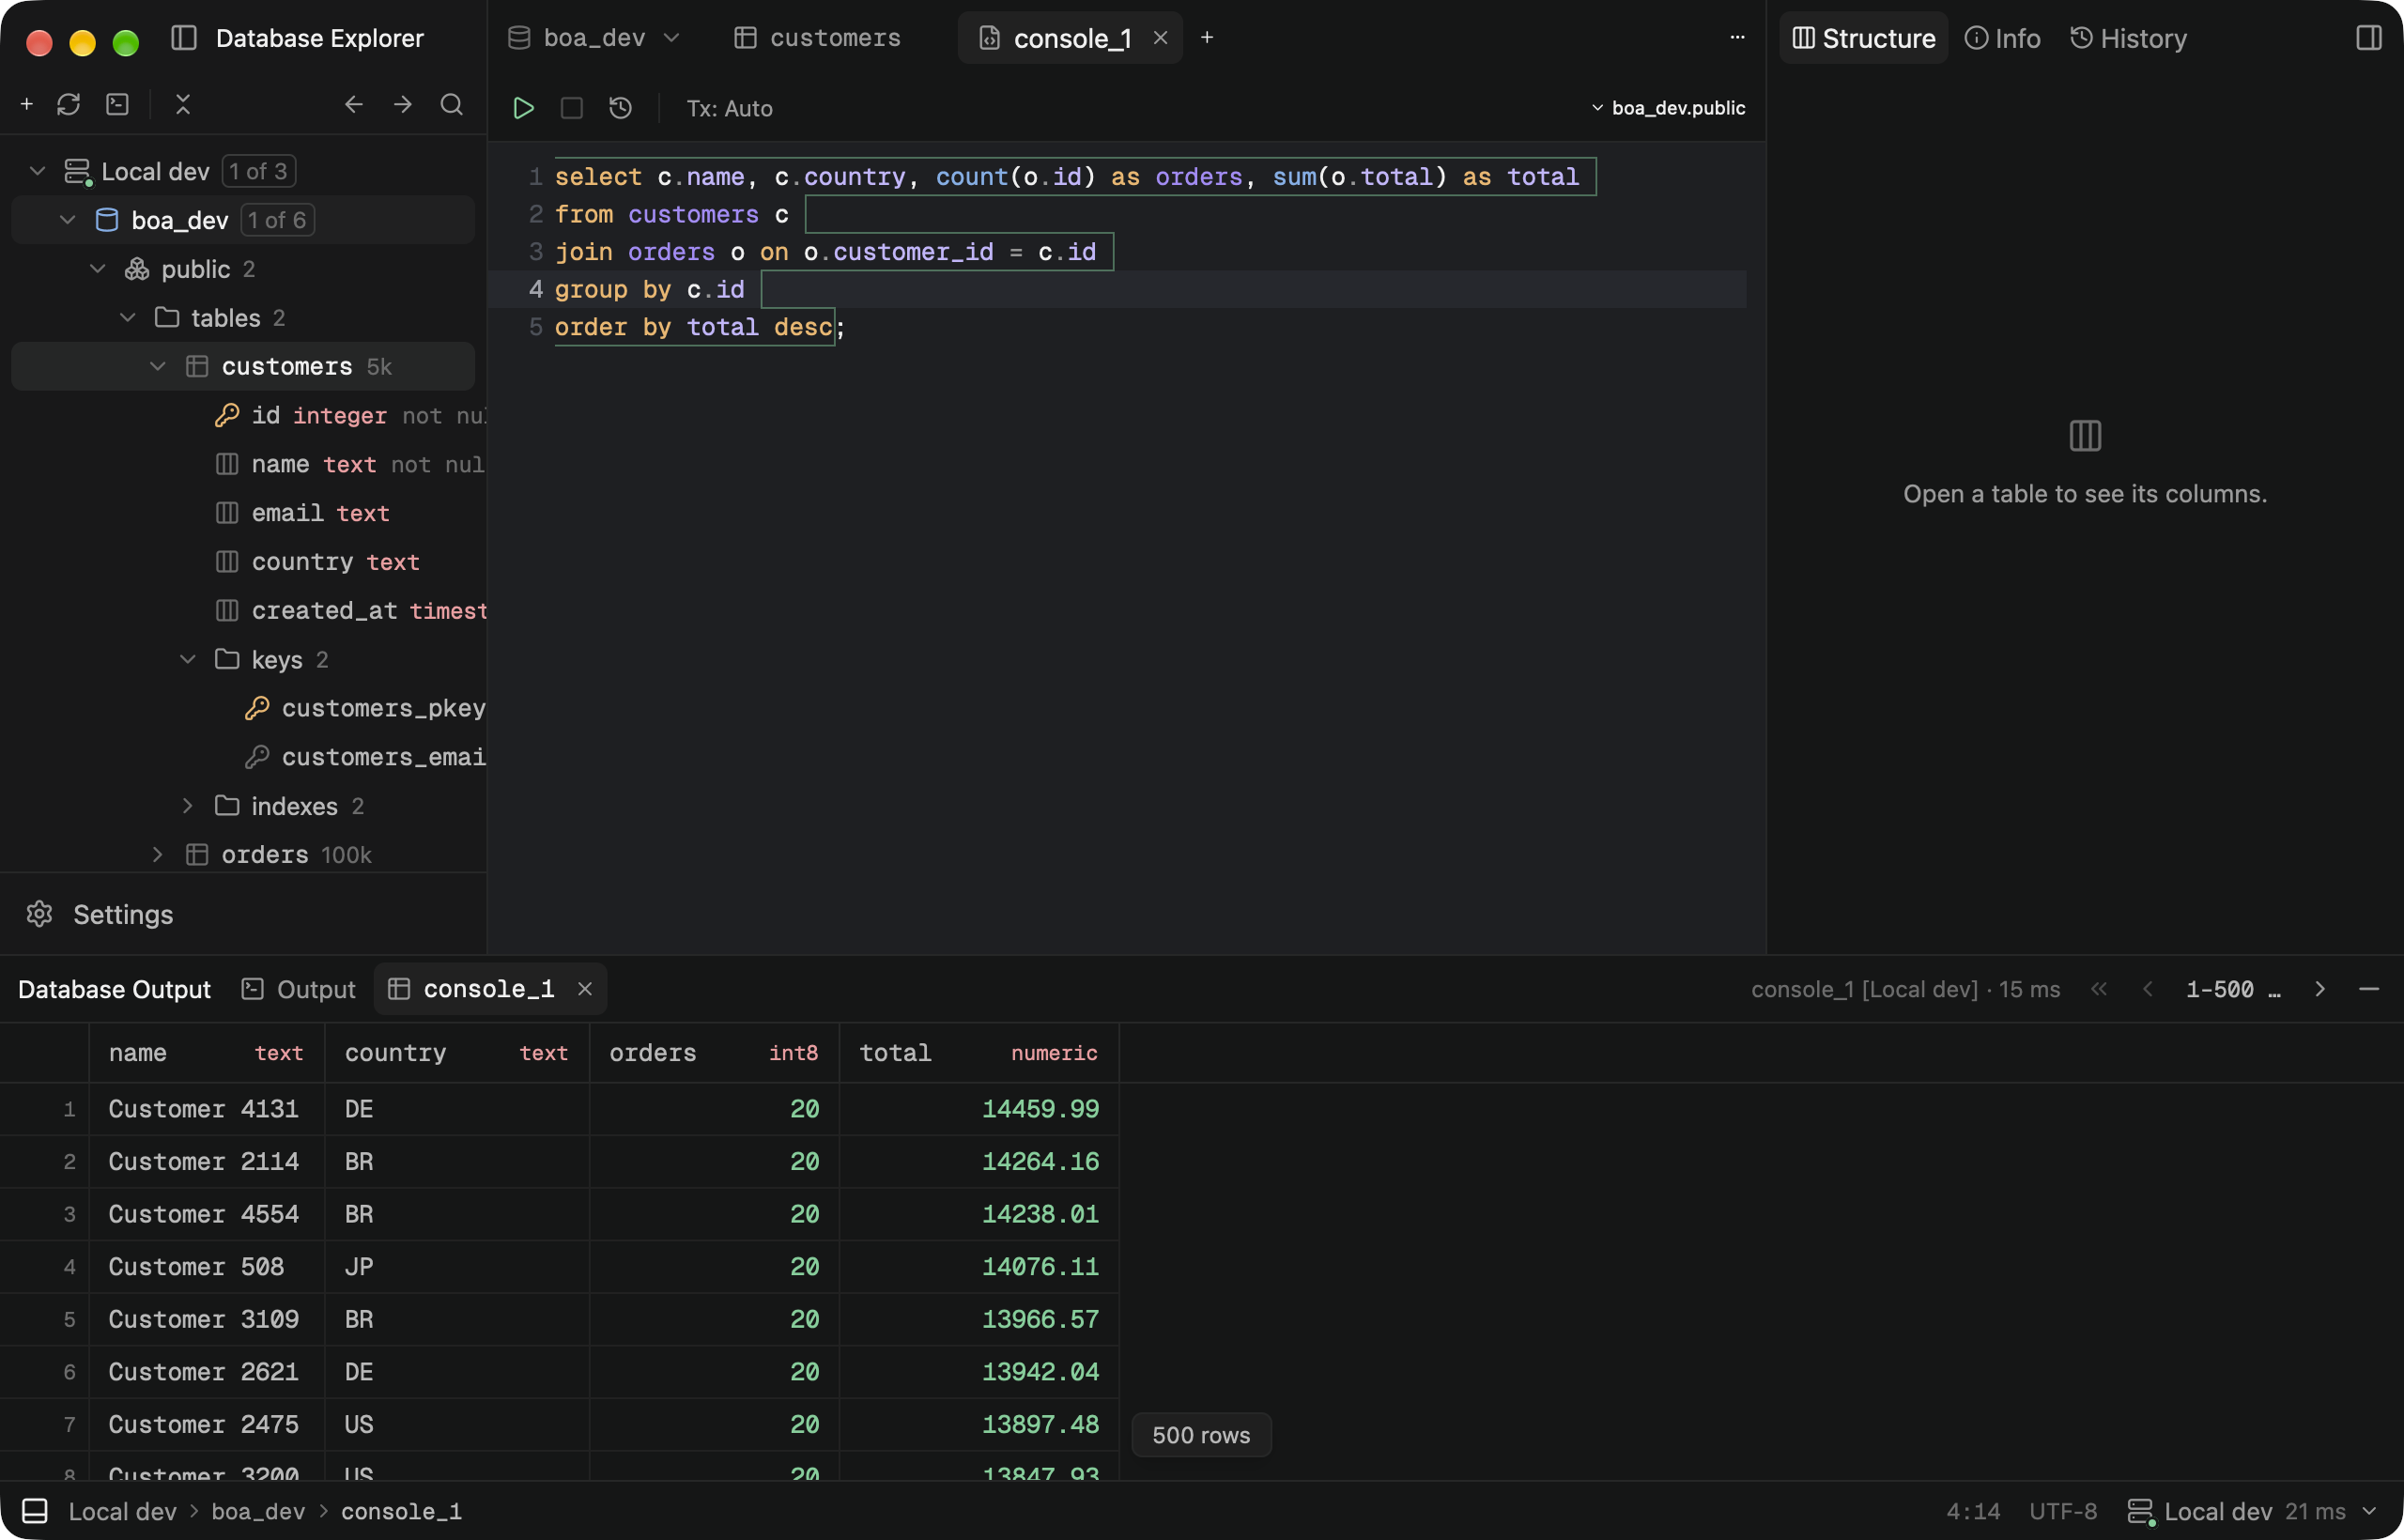 Database Explorer
boa_dev
customers
console_1
Structure
Info
History
Tx: Auto
boa_dev.public
Local dev 1 of 3
boa_dev 1 of 6
public 2
tables 2
customers 5k
id integer not nul
name text not nul
email text
country text
created_at timest
keys 2
customers_pkey
customers_emai
indexes 2
orders 100k
Settings
1 select c.name, c.country, count(o.id) as orders, sum(o.total) as total
2 from customers c
3 join orders o on o.customer_id = c.id
4 group by c.id
5 order by total desc;
Open a table to see its columns.
Database Output
Output
console_1
console_1 [Local dev] · 15 ms
1-500 …
name text country text orders int8 total numeric
1 Customer 4131 DE 20 14459.99
2 Customer 2114 BR 20 14264.16
3 Customer 4554 BR 20 14238.01
4 Customer 508 JP 20 14076.11
5 Customer 3109 BR 20 13966.57
6 Customer 2621 DE 20 13942.04
7 Customer 2475 US 20 13897.48
8 Customer 3200 US 20 13847.93
500 rows
Local dev > boa_dev > console_1
4:14 UTF-8 Local dev 21 ms